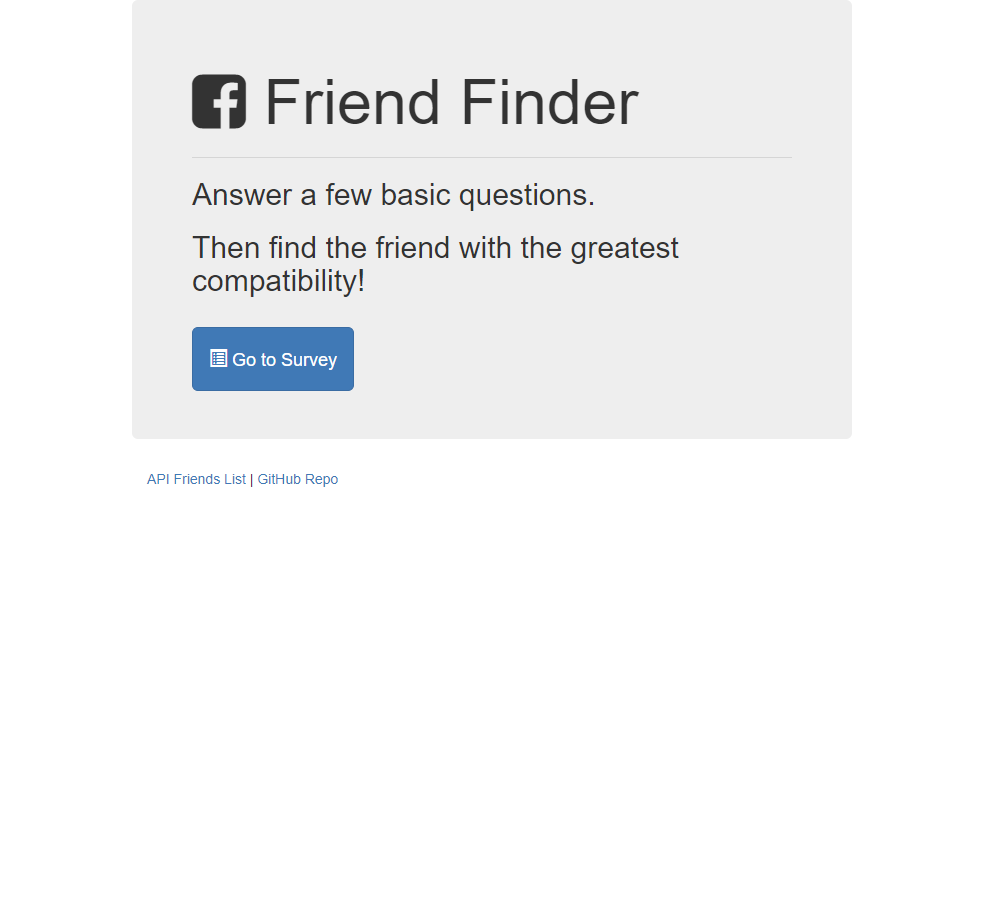 Friend Finder
Answer a few basic questions.
Then find the friend with the greatest
compatibility!
Go to Survey
API Friends List | GitHub Repo